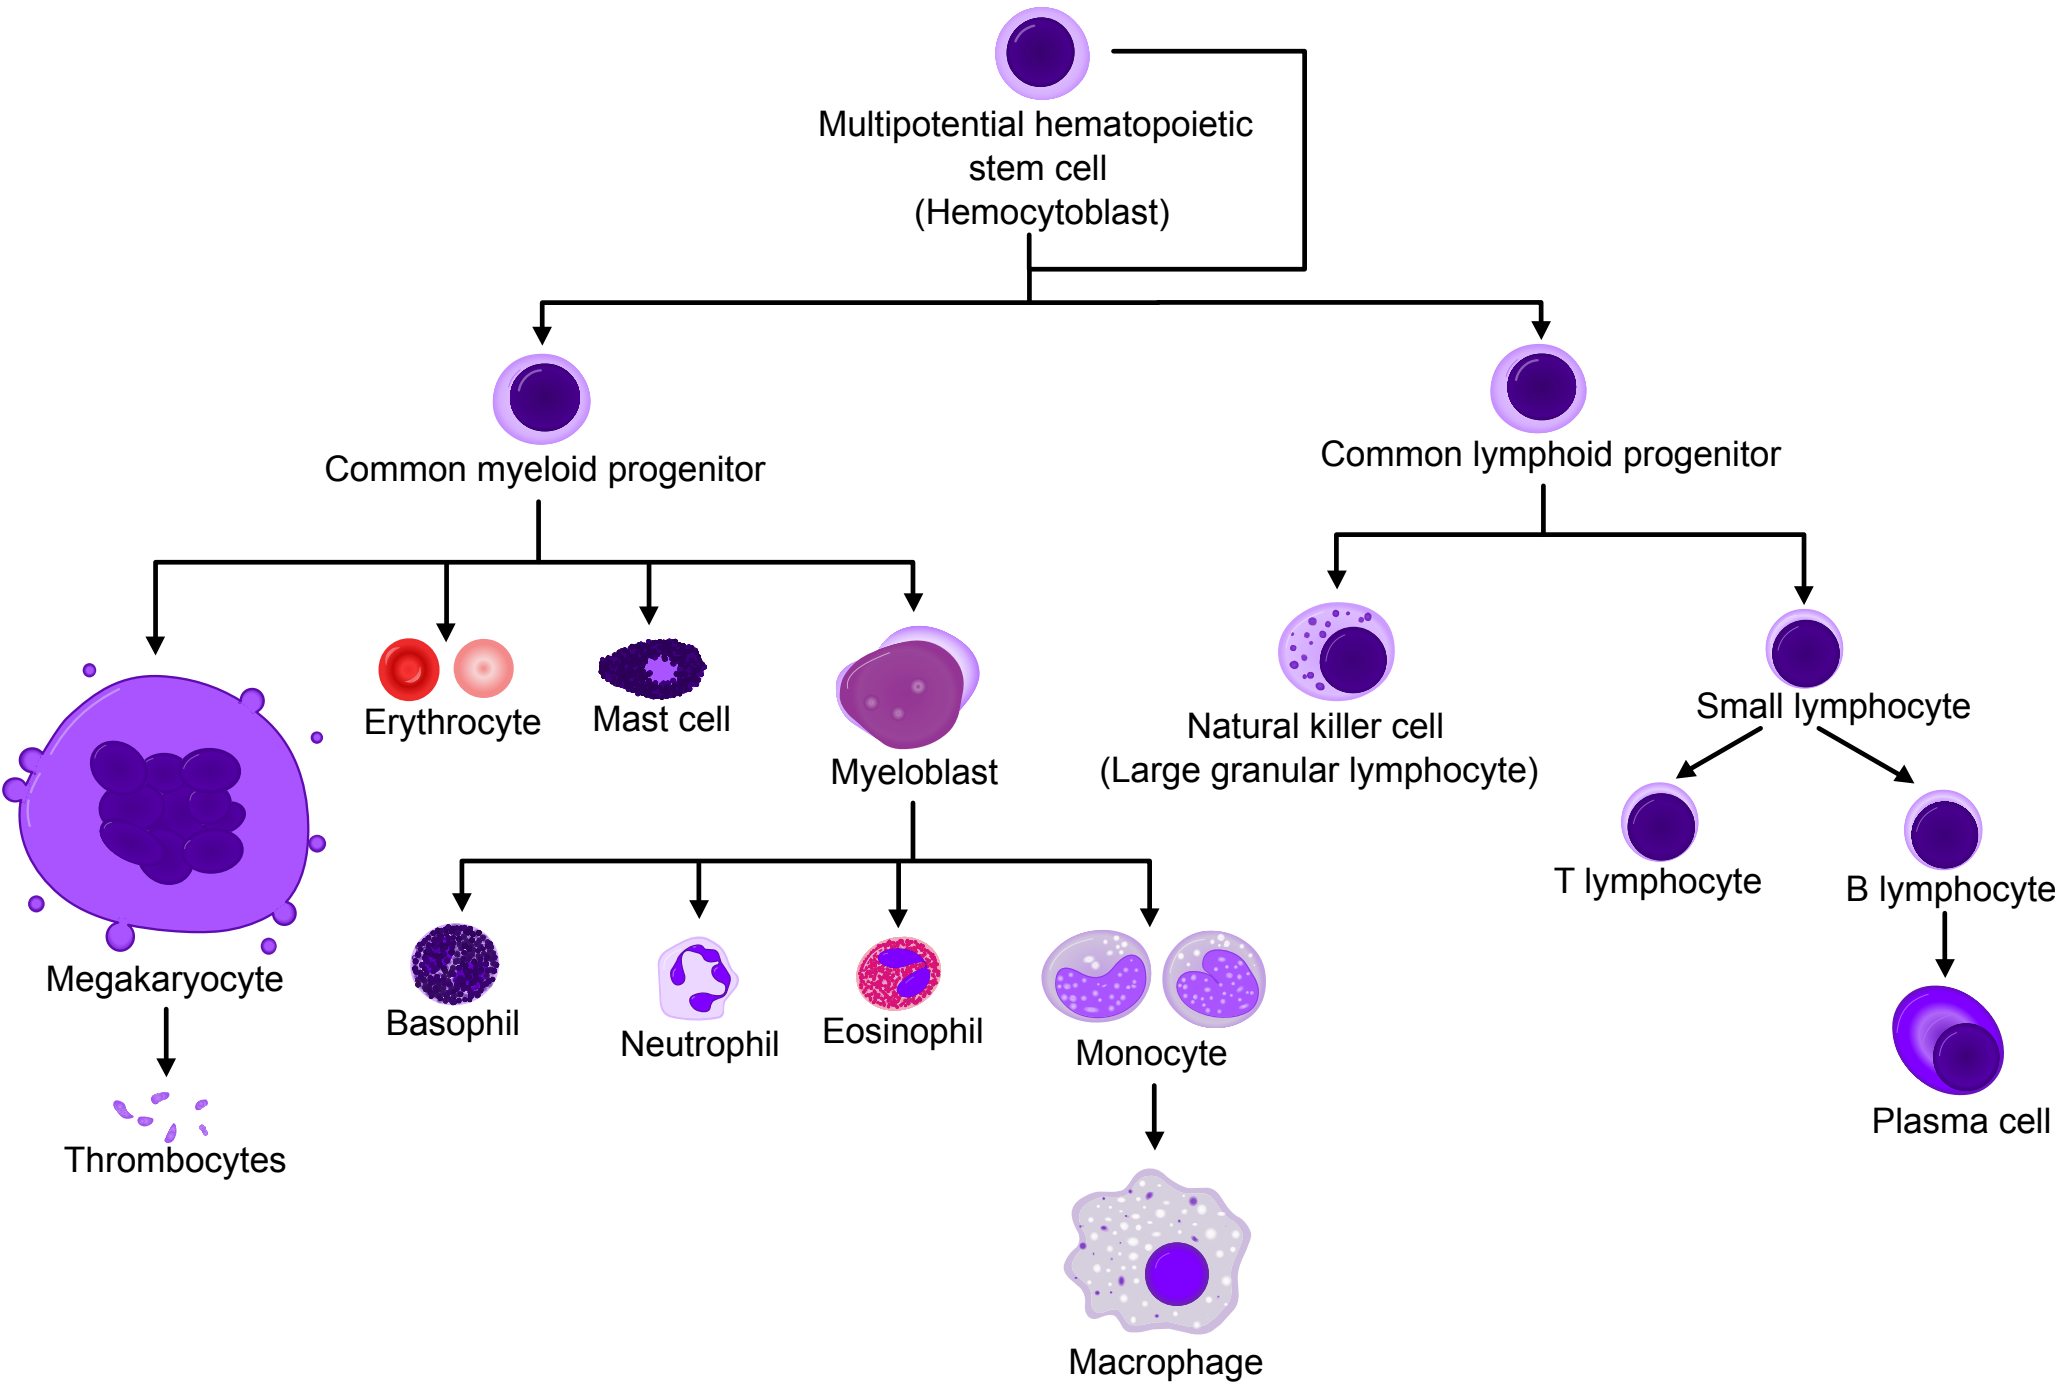 Multipotential hematopoietic
stem cell
(Hemocytoblast)
Common myeloid progenitor
Common lymphoid progenitor
Erythrocyte
Mast cell
Myeloblast
Natural killer cell
(Large granular lymphocyte)
Small lymphocyte
T lymphocyte
B lymphocyte
Megakaryocyte
Basophil
Neutrophil
Eosinophil
Monocyte
Plasma cell
Thrombocytes
Macrophage